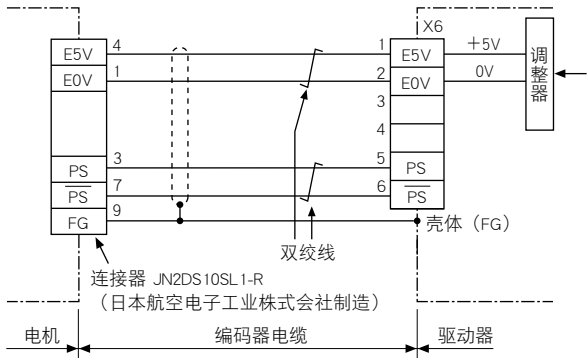 X6
4
1
E5V
E5V
+5V
调整器
1
2
E0V
E0V
0V
3
4
3
5
PS
PS
7
6
PS
PS
9
FG
壳体（FG）
双绞线
连接器 JN2DS10SL1-R
（日本航空电子工业株式会社制造）
电机
编码器电缆
驱动器